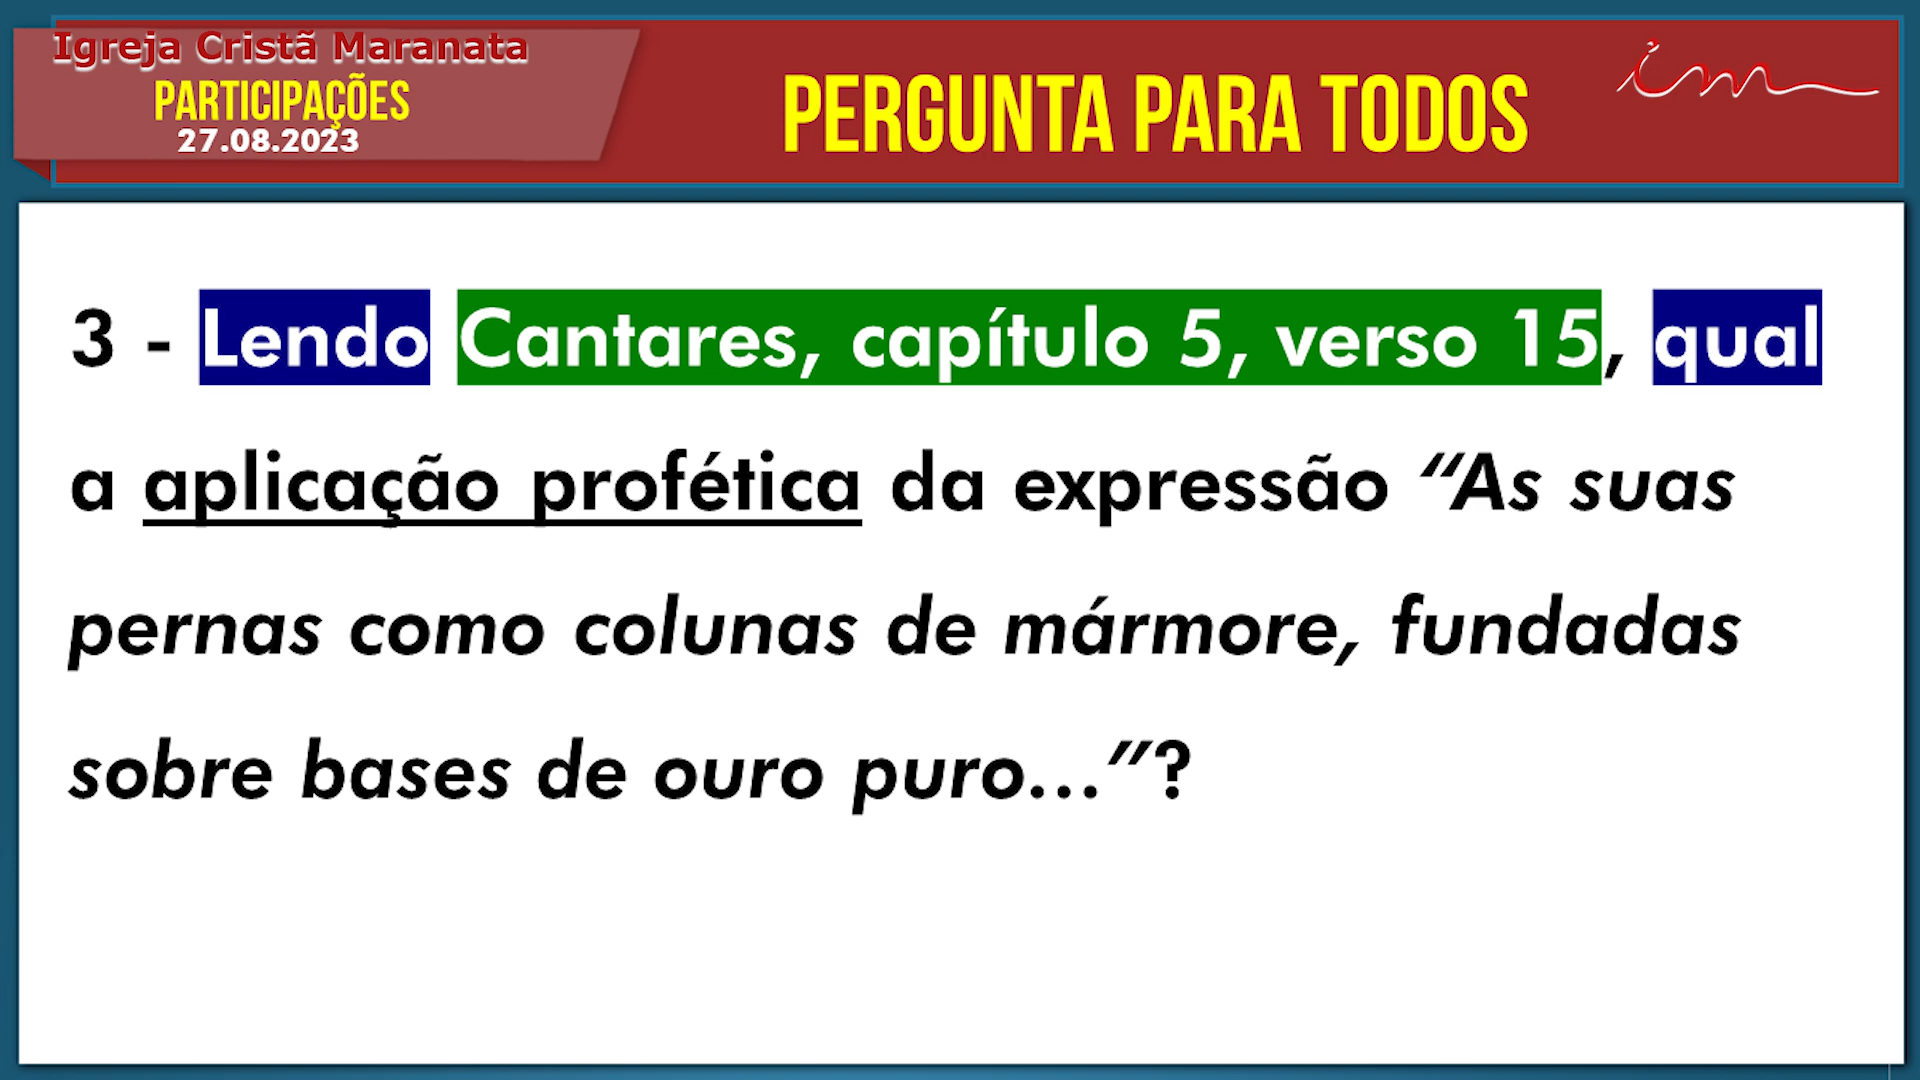 Igreja Cristã Maranata
PARTICIPAÇÕES
27.08.2023
PERGUNTA PARA TODOS
im
3 - Lendo Cantares, capítulo 5, verso 15, qual
a aplicação profética da expressão “As suas
pernas como colunas de mármore, fundadas
sobre bases de ouro puro...”?